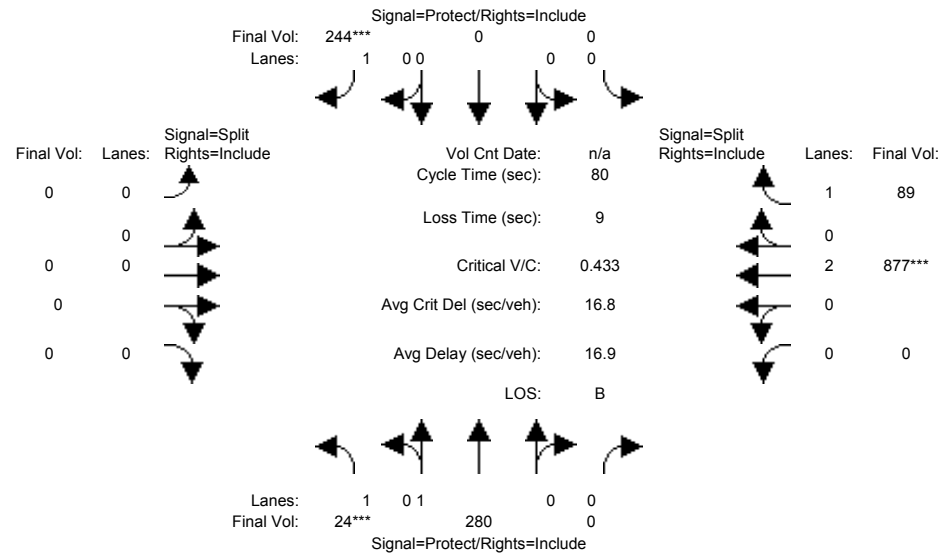 Signal=Protect/Rights=Include
Final Vol: 244*** 0 0
Lanes: 1 0 0 0 0
Signal=Split Signal=Split
Final Vol: Lanes: Rights=Include Vol Cnt Date: n/a Rights=Include Lanes: Final Vol:
0 0 Cycle Time (sec): 80 1 89
0 Loss Time (sec): 9 0
0 0 Critical V/C: 0.433 2 877***
0 Avg Crit Del (sec/veh): 16.8 0
0 0 Avg Delay (sec/veh): 16.9 0 0
LOS: B
Lanes: 1 0 1 0 0
Final Vol: 24*** 280 0
Signal=Protect/Rights=Include